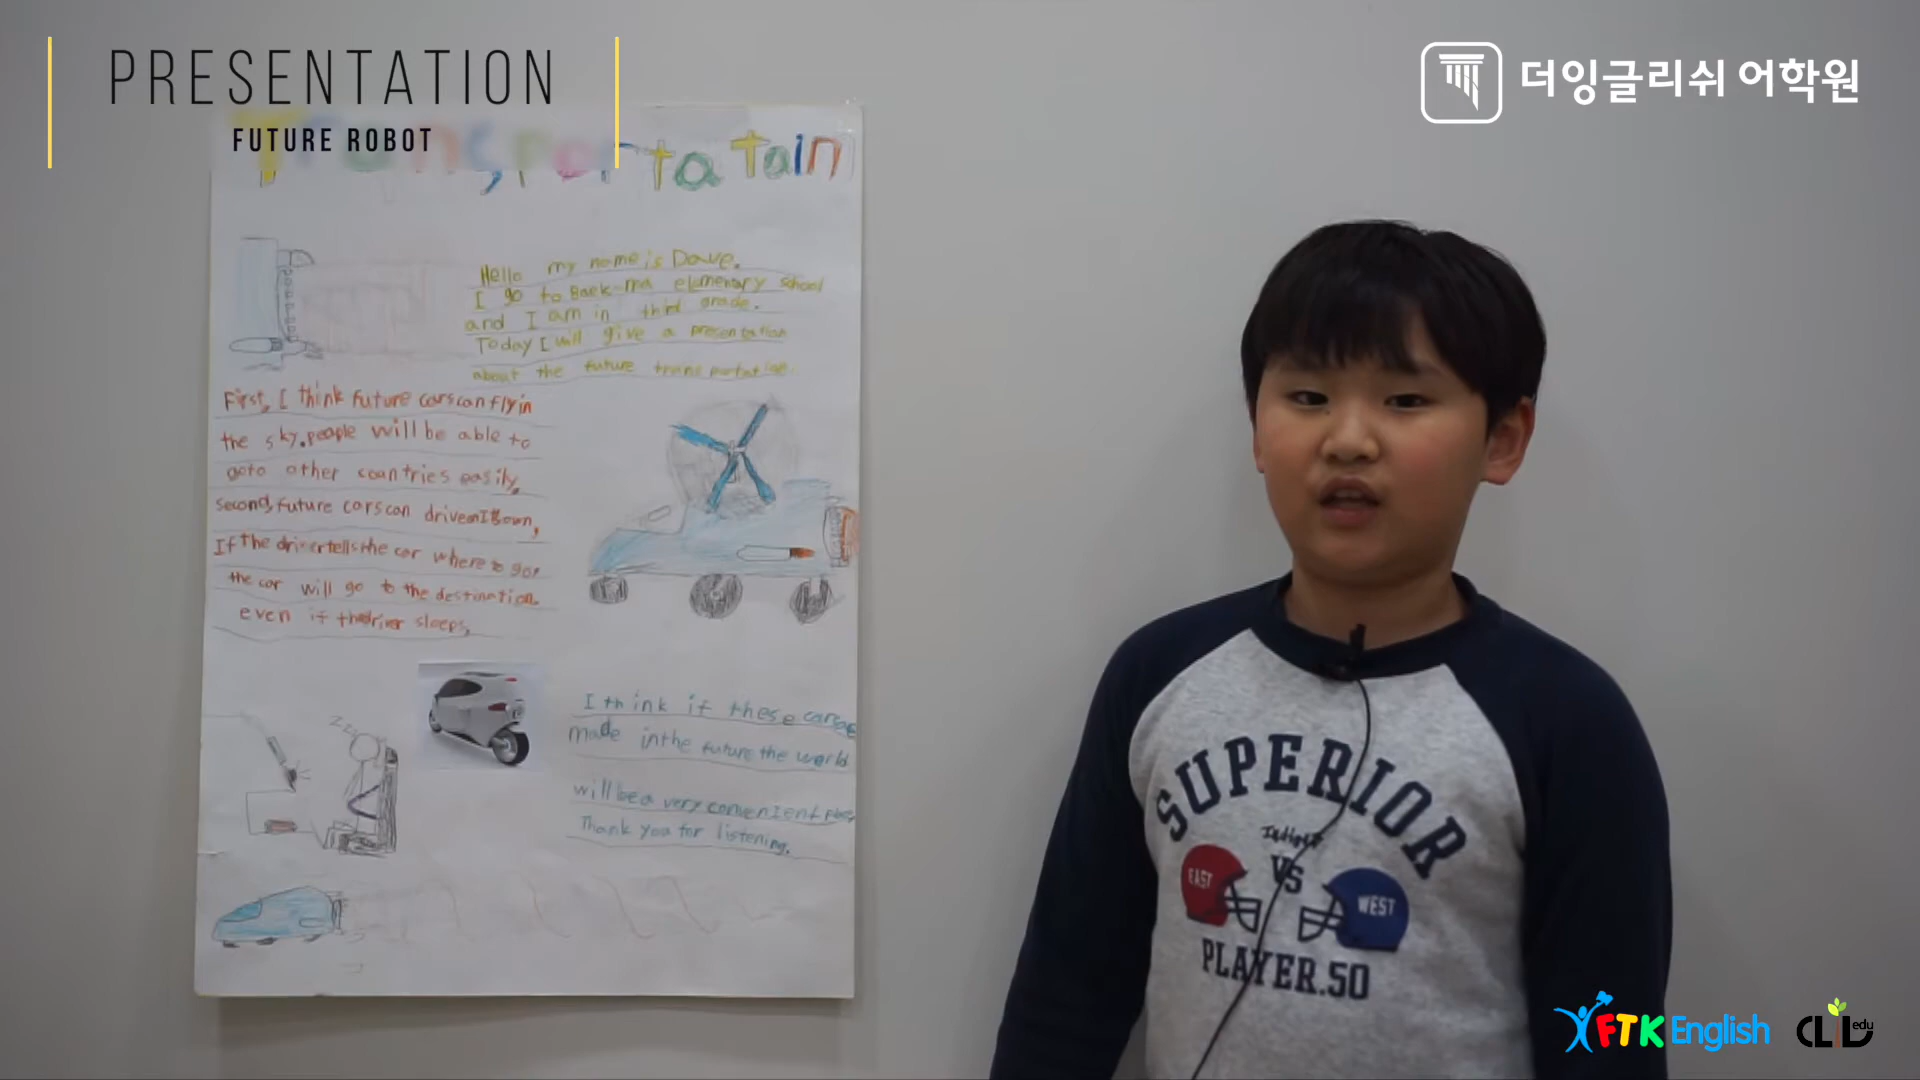 PRESENTATION
FUTURE ROBOT
더잉글리쉬 어학원
Transporta Tain
Hello my name is Dave.
I go to Baek-ma elementary school
and I am in third grade.
Today I will give a presentation
about the future transportation.
First, I think future cars can fly in
the sky. people will be able to
goto other countries easily,
second, future cars can drive on
If the driver tells the car where to go,
the car will go to the destination.
even if the driver sleeps,
zzz
I think if these cars
made in the future the world
will be a very convenient place,
Thank you for listening.
SUPERIOR
VS
EAST
WEST
PLAYER.50
FTK English
CLiD edu